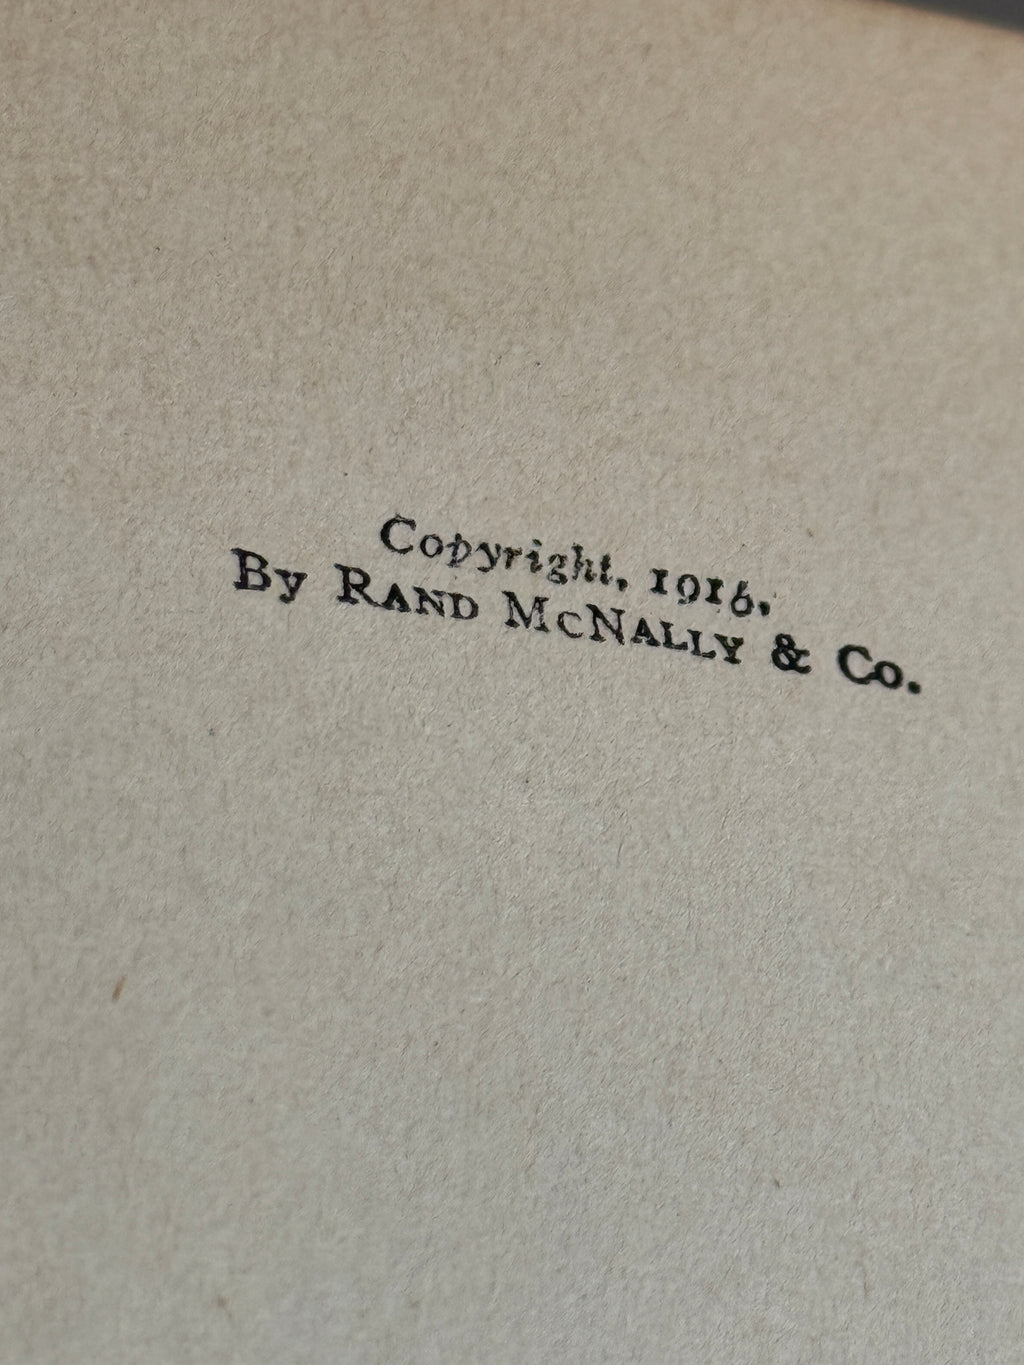 Copyright, 1916,
By RAND MCNALLY & Co.